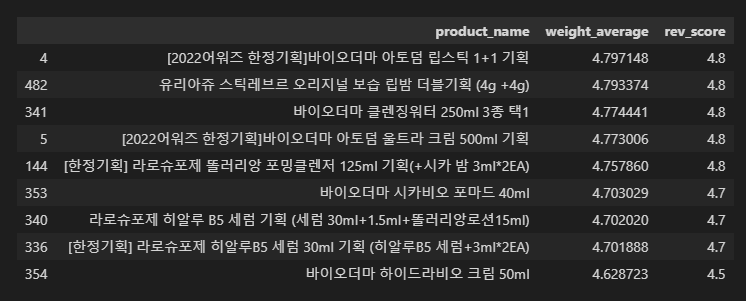 product_name weight_average rev_score
4 [2022어워즈 한정기획]바이오더마 아토덤 립스틱 1+1 기획 4.797148 4.8
482 유리아쥬 스틱레브르 오리지널 보습 립밤 더블기획 (4g +4g) 4.793374 4.8
341 바이오더마 클렌징워터 250ml 3종 택1 4.774441 4.8
5 [2022어워즈 한정기획]바이오더마 아토덤 울트라 크림 500ml 기획 4.773006 4.8
144 [한정기획] 라로슈포제 똘러리앙 포밍클렌저 125ml 기획(+시카 밤 3ml*2EA) 4.757860 4.8
353 바이오더마 시카비오 포마드 40ml 4.703029 4.7
340 라로슈포제 히알루 B5 세럼 기획 (세럼 30ml+1.5ml+똘러리앙로션15ml) 4.702020 4.7
336 [한정기획] 라로슈포제 히알루B5 세럼 30ml 기획 (히알루B5 세럼+3ml*2EA) 4.701888 4.7
354 바이오더마 하이드라비오 크림 50ml 4.628723 4.5